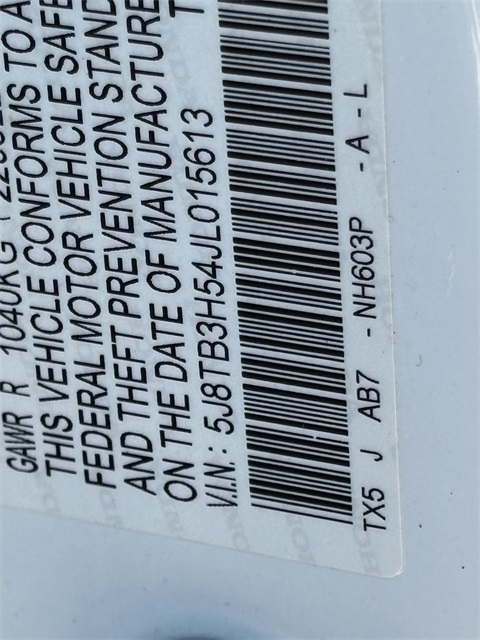 GAWR R 1040KG
THIS VEHICLE CONFORMS TO A
FEDERAL MOTOR VEHICLE SAFE
AND THEFT PREVENTION STAND
ON THE DATE OF MANUFACTURE
V.I.N.: 5J8TB3H54JL015613 T
TX5 J AB7 -NH603P -A-L